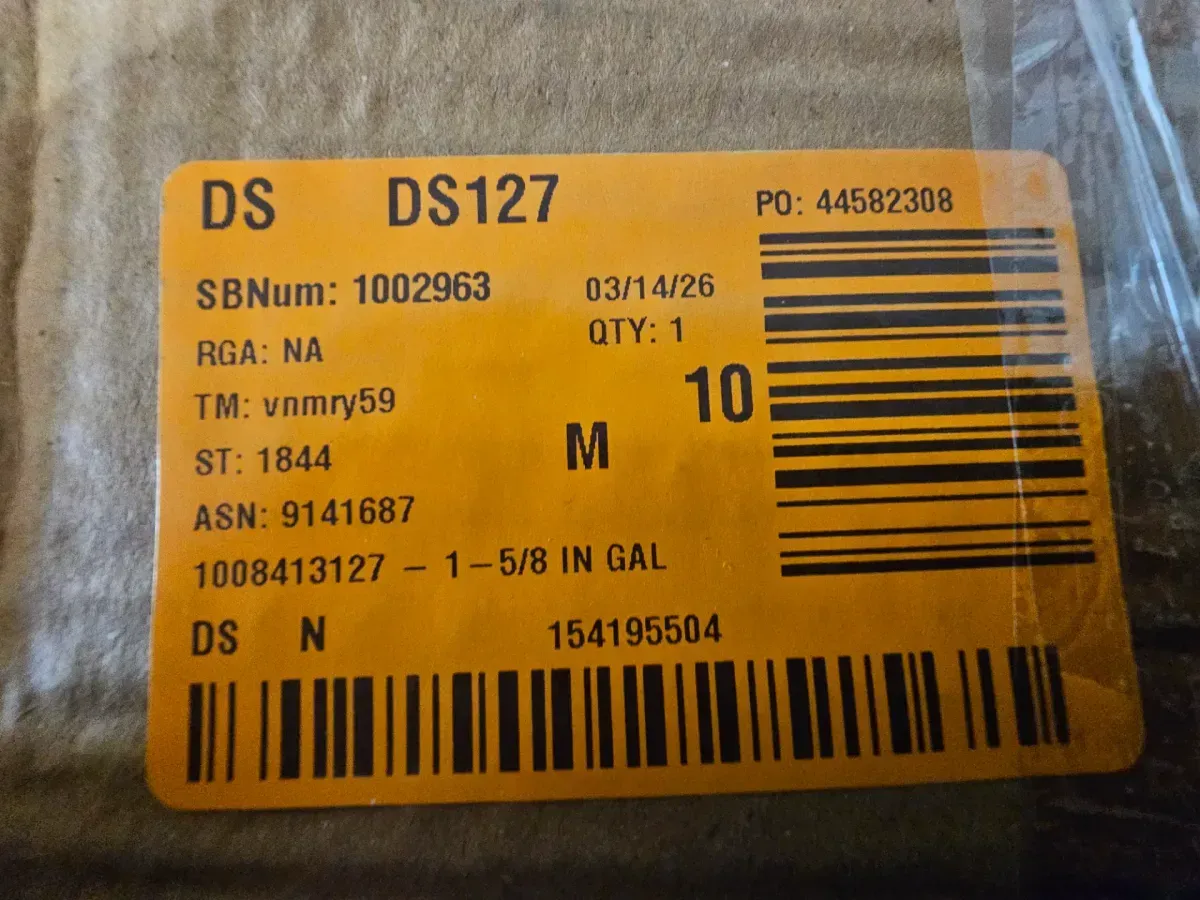 DS DS127 PO: 44582308
SBNum: 1002963 03/14/26
RGA: NA QTY: 1
TM: vnmry59 10
ST: 1844 M
ASN: 9141687
1008413127 – 1–5/8 IN GAL
DS N 154195504